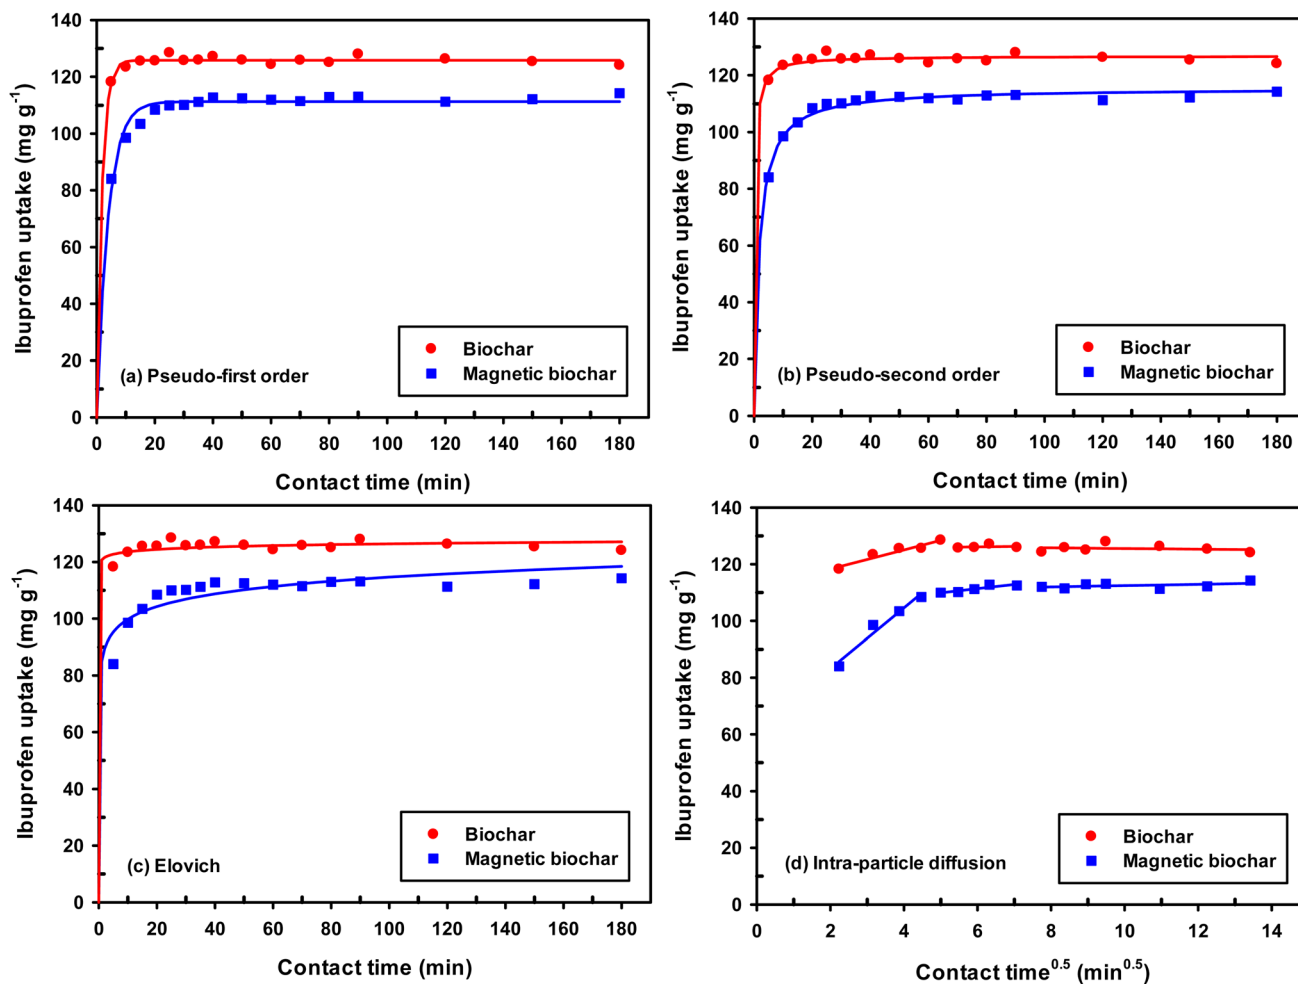 140
120
100
80
60
40
20
0
Ibuprofen uptake (mg g⁻¹)
Biochar
Magnetic biochar
(a) Pseudo-first order
0 20 40 60 80 100 120 140 160 180
Contact time (min)
140
120
100
80
60
40
20
0
Ibuprofen uptake (mg g⁻¹)
Biochar
Magnetic biochar
(b) Pseudo-second order
0 20 40 60 80 100 120 140 160 180
Contact time (min)
140
120
100
80
60
40
20
0
Ibuprofen uptake (mg g⁻¹)
Biochar
Magnetic biochar
(c) Elovich
0 20 40 60 80 100 120 140 160 180
Contact time (min)
140
120
100
80
60
40
20
0
Ibuprofen uptake (mg g⁻¹)
Biochar
Magnetic biochar
(d) Intra-particle diffusion
0 2 4 6 8 10 12 14
Contact time^0.5 (min^0.5)